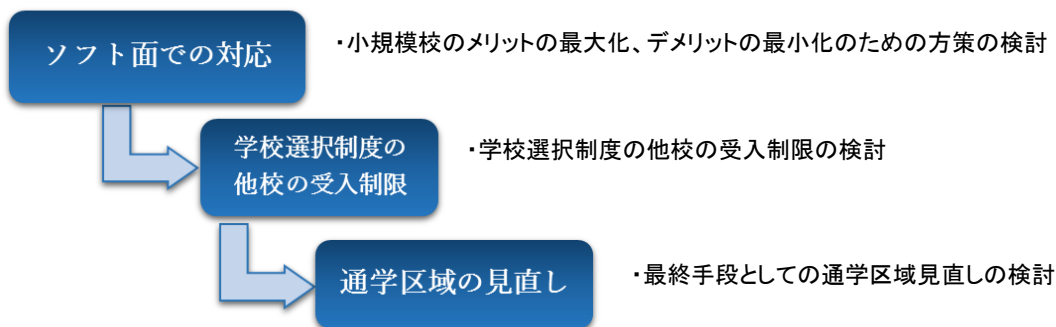 ソフト面での対応
・小規模校のメリットの最大化、デメリットの最小化のための方策の検討
学校選択制度の
他校の受入制限
・学校選択制度の他校の受入制限の検討
通学区域の見直し
・最終手段としての通学区域見直しの検討